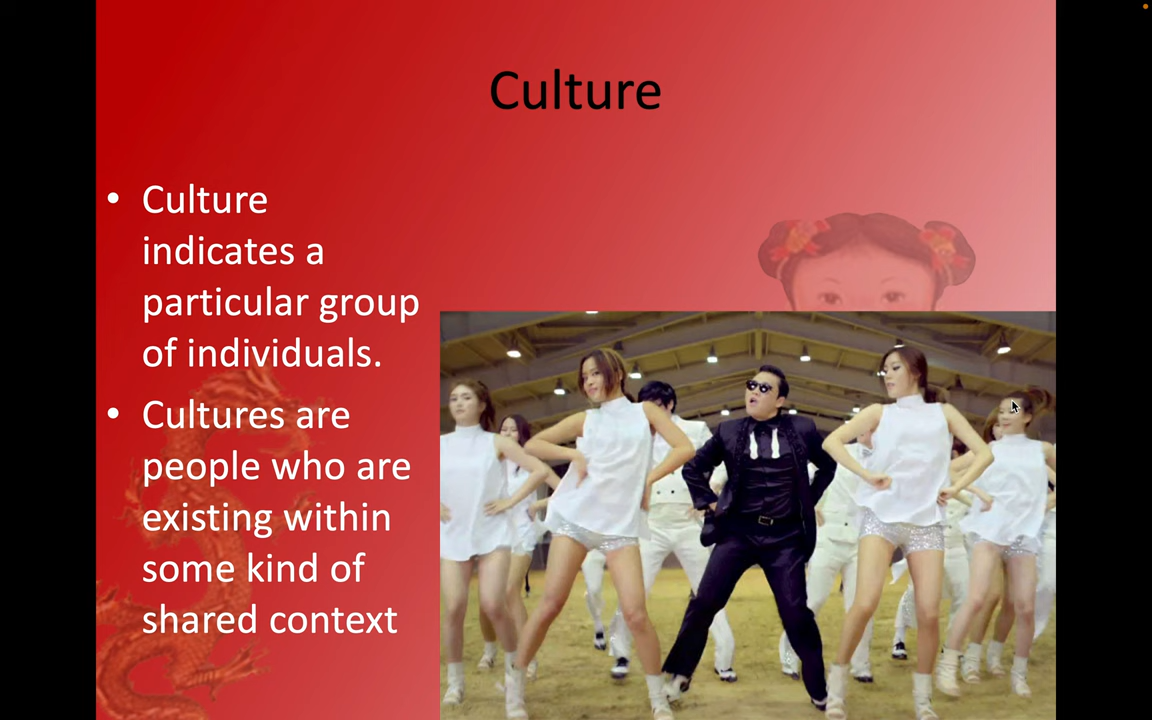 Culture
• Culture
indicates a
particular group
of individuals.
• Cultures are
people who are
existing within
some kind of
shared context